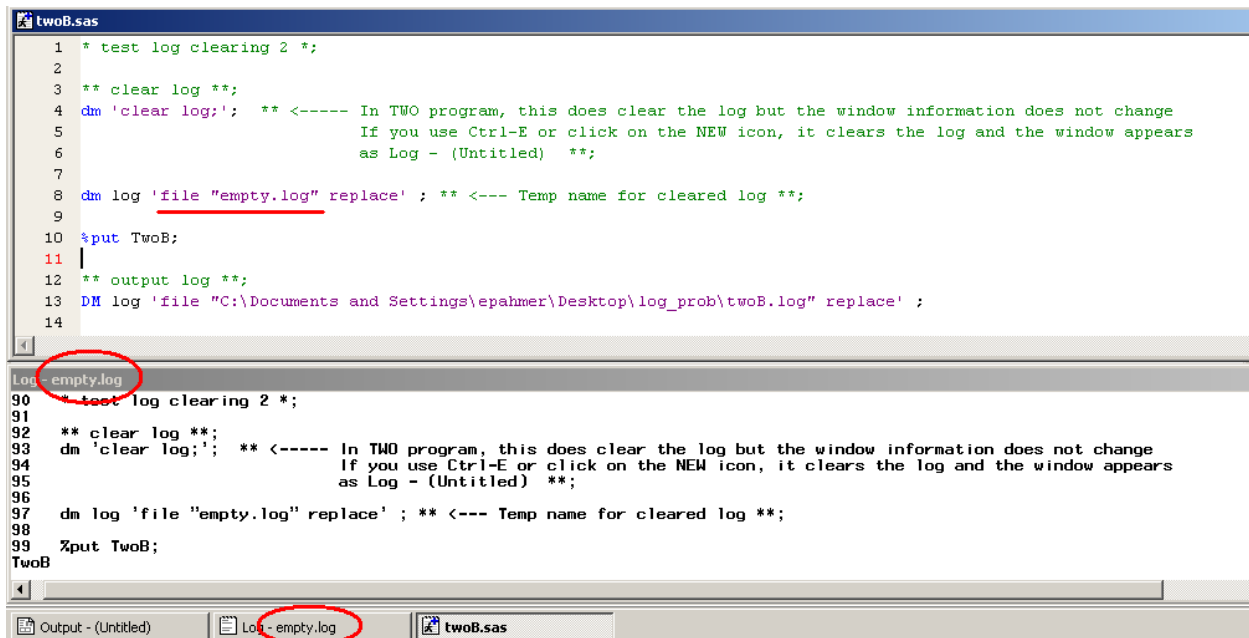 twoB.sas
1 * test log clearing 2 *;
2
3 ** clear log **;
4 dm 'clear log;'; ** <----- In TWO program, this does clear the log but the window information does not change
5 If you use Ctrl-E or click on the NEW icon, it clears the log and the window appears
6 as Log - (Untitled) **;
7
8 dm log 'file "empty.log" replace' ; ** <--- Temp name for cleared log **;
9
10 %put TwoB;
11
12 ** output log **;
13 DM log 'file "C:\Documents and Settings\epahmer\Desktop\log_prob\twoB.log" replace' ;
14
Log - empty.log
90 * test log clearing 2 *;
91
92 ** clear log **;
93 dm 'clear log;'; ** <----- In TWO program, this does clear the log but the window information does not change
94 If you use Ctrl-E or click on the NEW icon, it clears the log and the window appears
95 as Log - (Untitled) **;
96
97 dm log 'file "empty.log" replace' ; ** <--- Temp name for cleared log **;
98
99 %put TwoB;
TwoB
Output - (Untitled) Log - empty.log twoB.sas